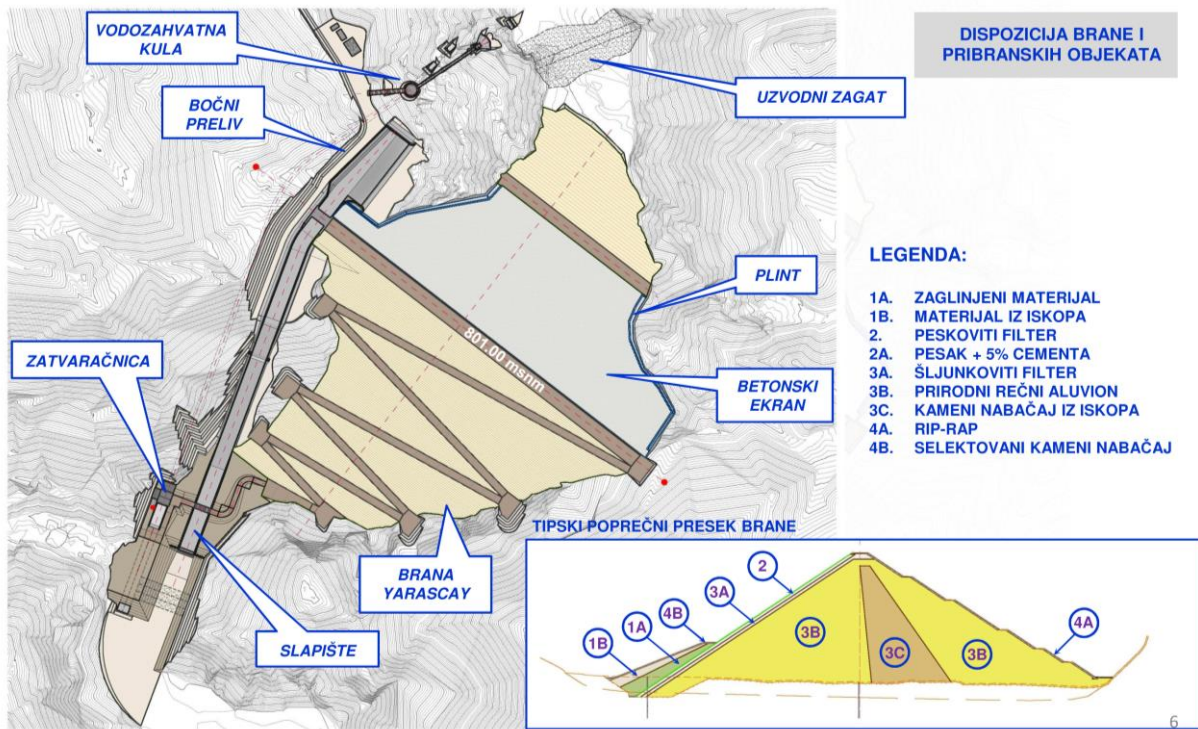 DISPOZICIJA BRANE I
PRIBRANSKIH OBJEKATA
VODOZAHVATNA
KULA
BOČNI
PRELIV
UZVODNI ZAGAT
PLINT
801.00 msnm
ZATVARAČNICA
BETONSKI
EKRAN
BRANA
YARASCAY
SLAPIŠTE
LEGENDA:
1A. ZAGLINJENI MATERIJAL
1B. MATERIJAL IZ ISKOPA
2. PESKOVITI FILTER
2A. PESAK + 5% CEMENTA
3A. ŠLJUNKOVITI FILTER
3B. PRIRODNI REČNI ALUVION
3C. KAMENI NABAČAJ IZ ISKOPA
4A. RIP-RAP
4B. SELEKTOVANI KAMENI NABAČAJ
TIPSKI POPREČNI PRESEK BRANE
2
3A
4B
1A
1B
3B
3C
3B
4A
6